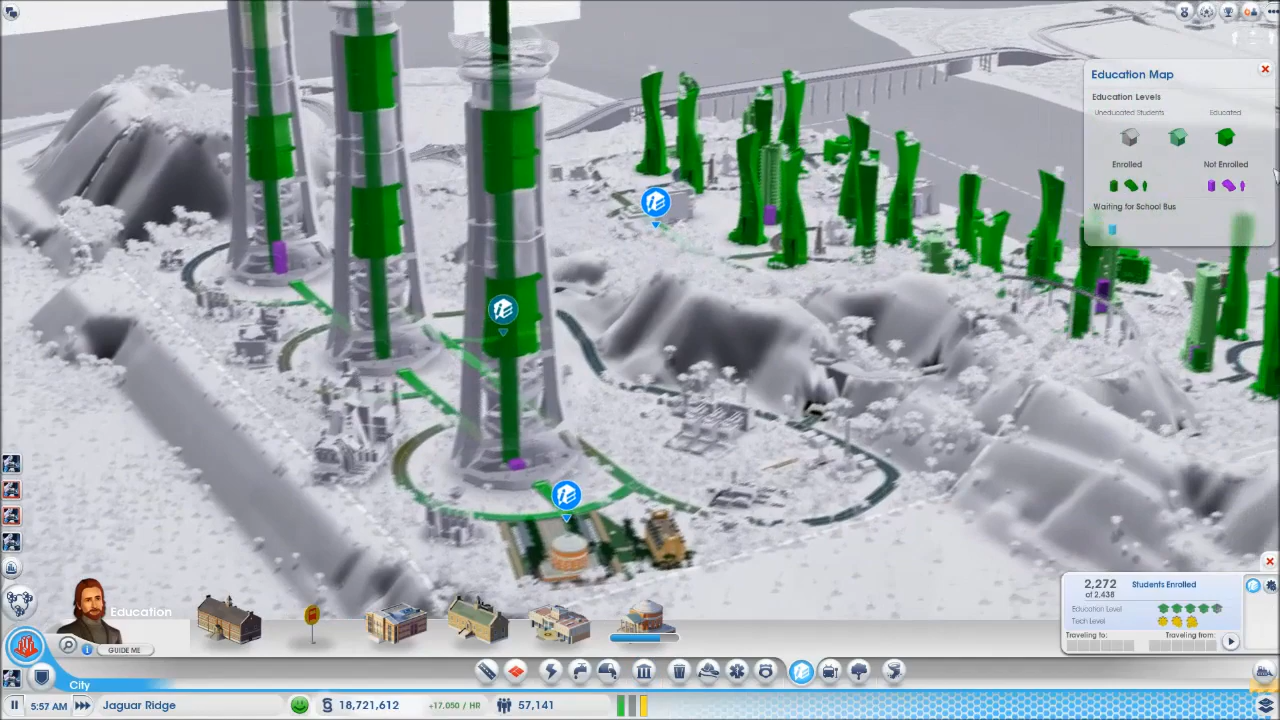 Education Map
Education Levels
Uneducated Students
Educated
Enrolled
Not Enrolled
Waiting for School Bus
Education
GUIDE ME
2,272
of 2,438
Students Enrolled
Education Level
Tech Level
Traveling to:
Traveling from:
City
5:57 AM
Jaguar Ridge
18,721,612
+17,050 / HR
57,141